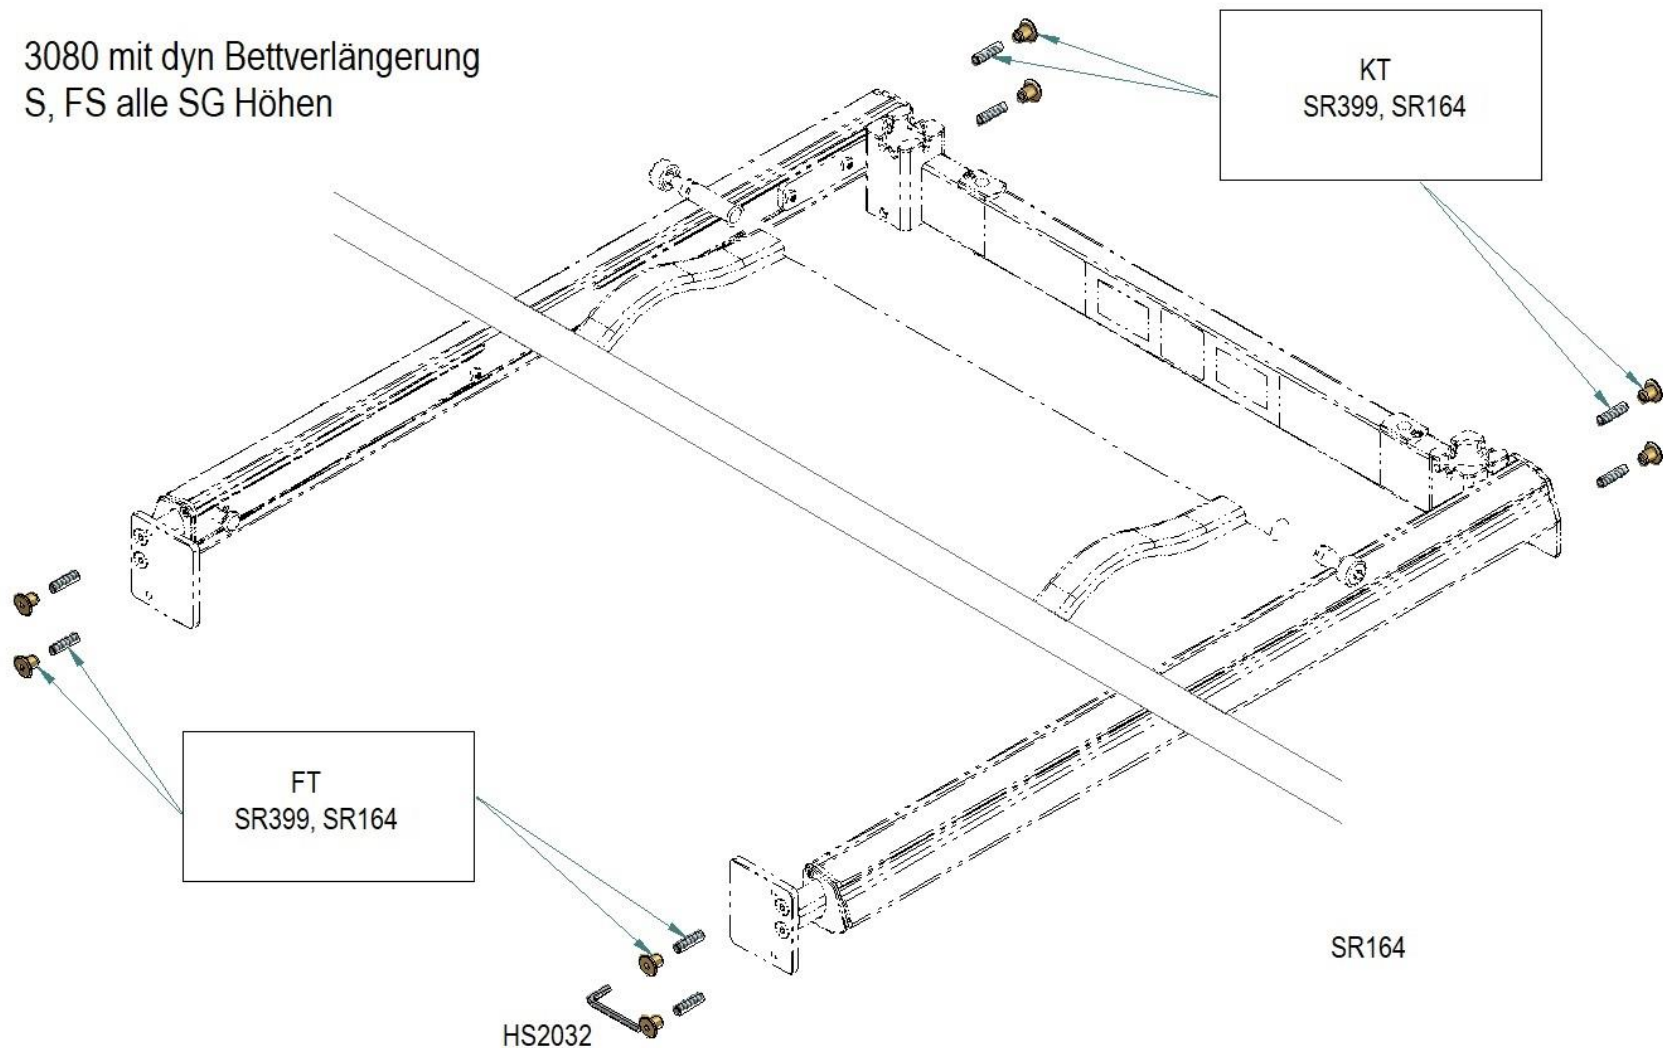 3080 mit dyn Bettverlängerung
S, FS alle SG Höhen
KT
SR399, SR164
FT
SR399, SR164
SR164
HS2032